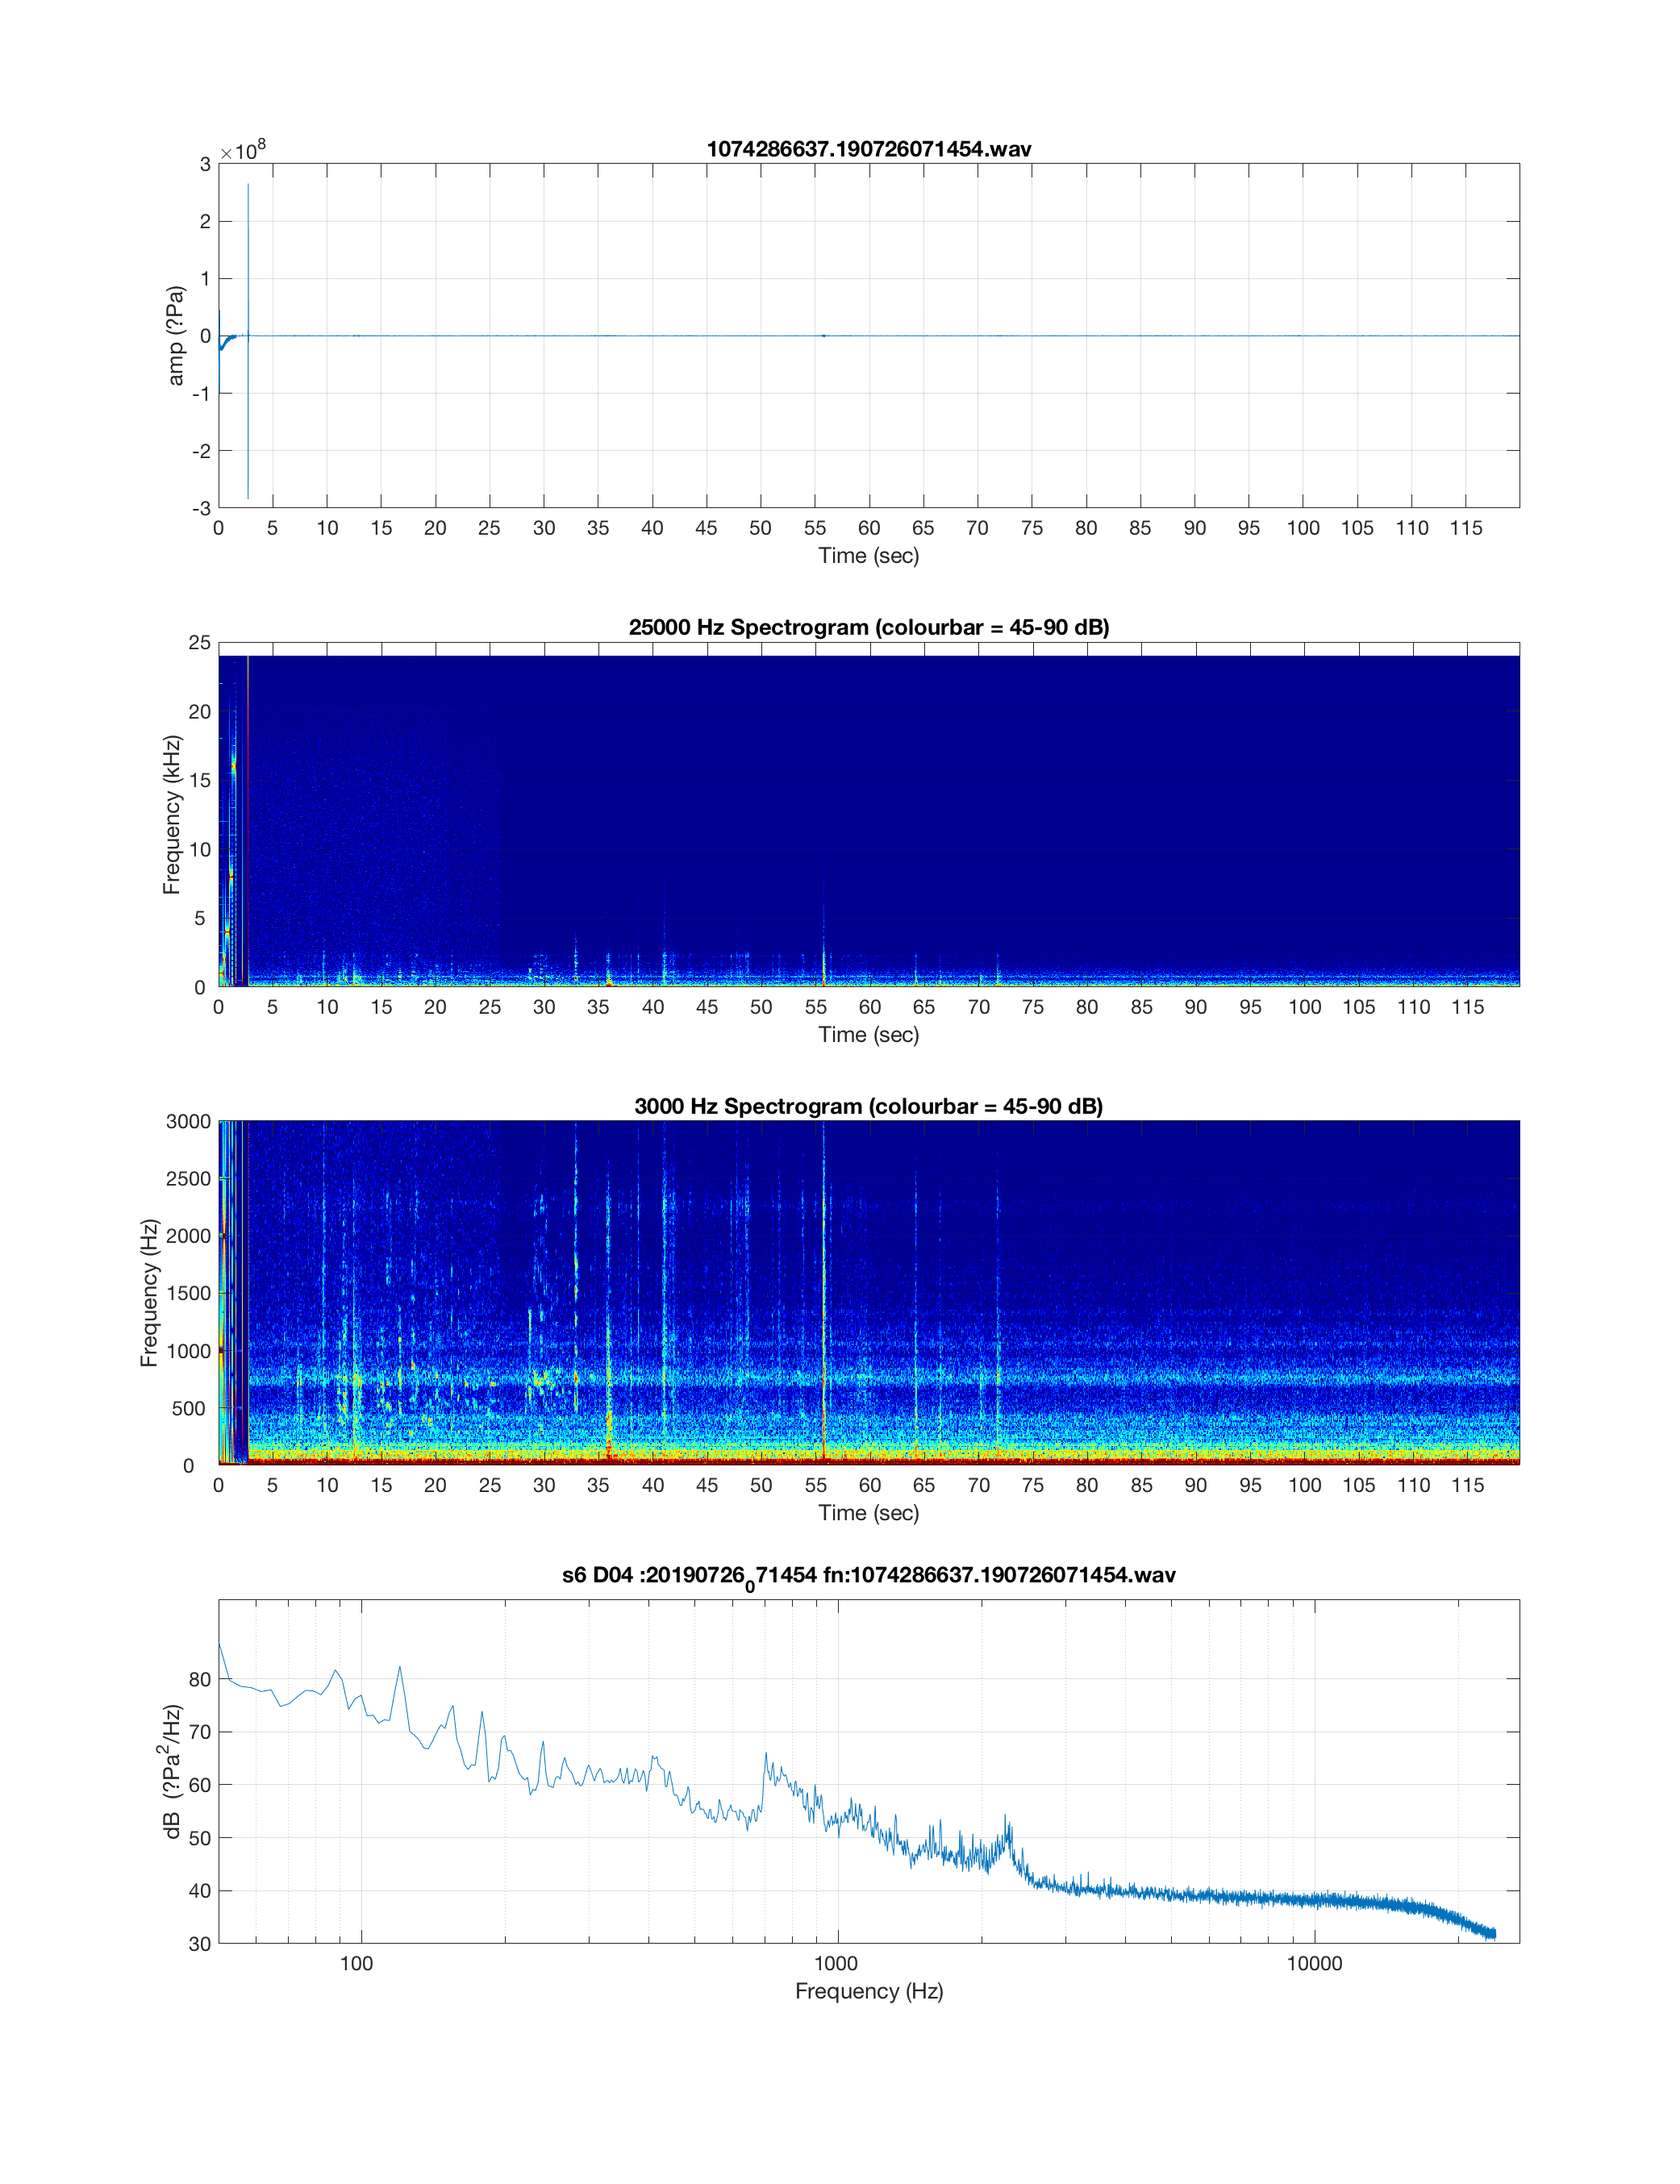 1074286637.190726071454.wav
×10^8
3
2
1
0
-1
-2
-3
amp (?Pa)
0 5 10 15 20 25 30 35 40 45 50 55 60 65 70 75 80 85 90 95 100 105 110 115
Time (sec)
25000 Hz Spectrogram (colourbar = 45-90 dB)
25
20
15
10
5
0
Frequency (kHz)
0 5 10 15 20 25 30 35 40 45 50 55 60 65 70 75 80 85 90 95 100 105 110 115
Time (sec)
3000 Hz Spectrogram (colourbar = 45-90 dB)
3000
2500
2000
1500
1000
500
0
Frequency (Hz)
0 5 10 15 20 25 30 35 40 45 50 55 60 65 70 75 80 85 90 95 100 105 110 115
Time (sec)
s6 D04 :20190726_071454 fn:1074286637.190726071454.wav
80
70
60
50
40
30
dB (?Pa^2/Hz)
100 1000 10000
Frequency (Hz)